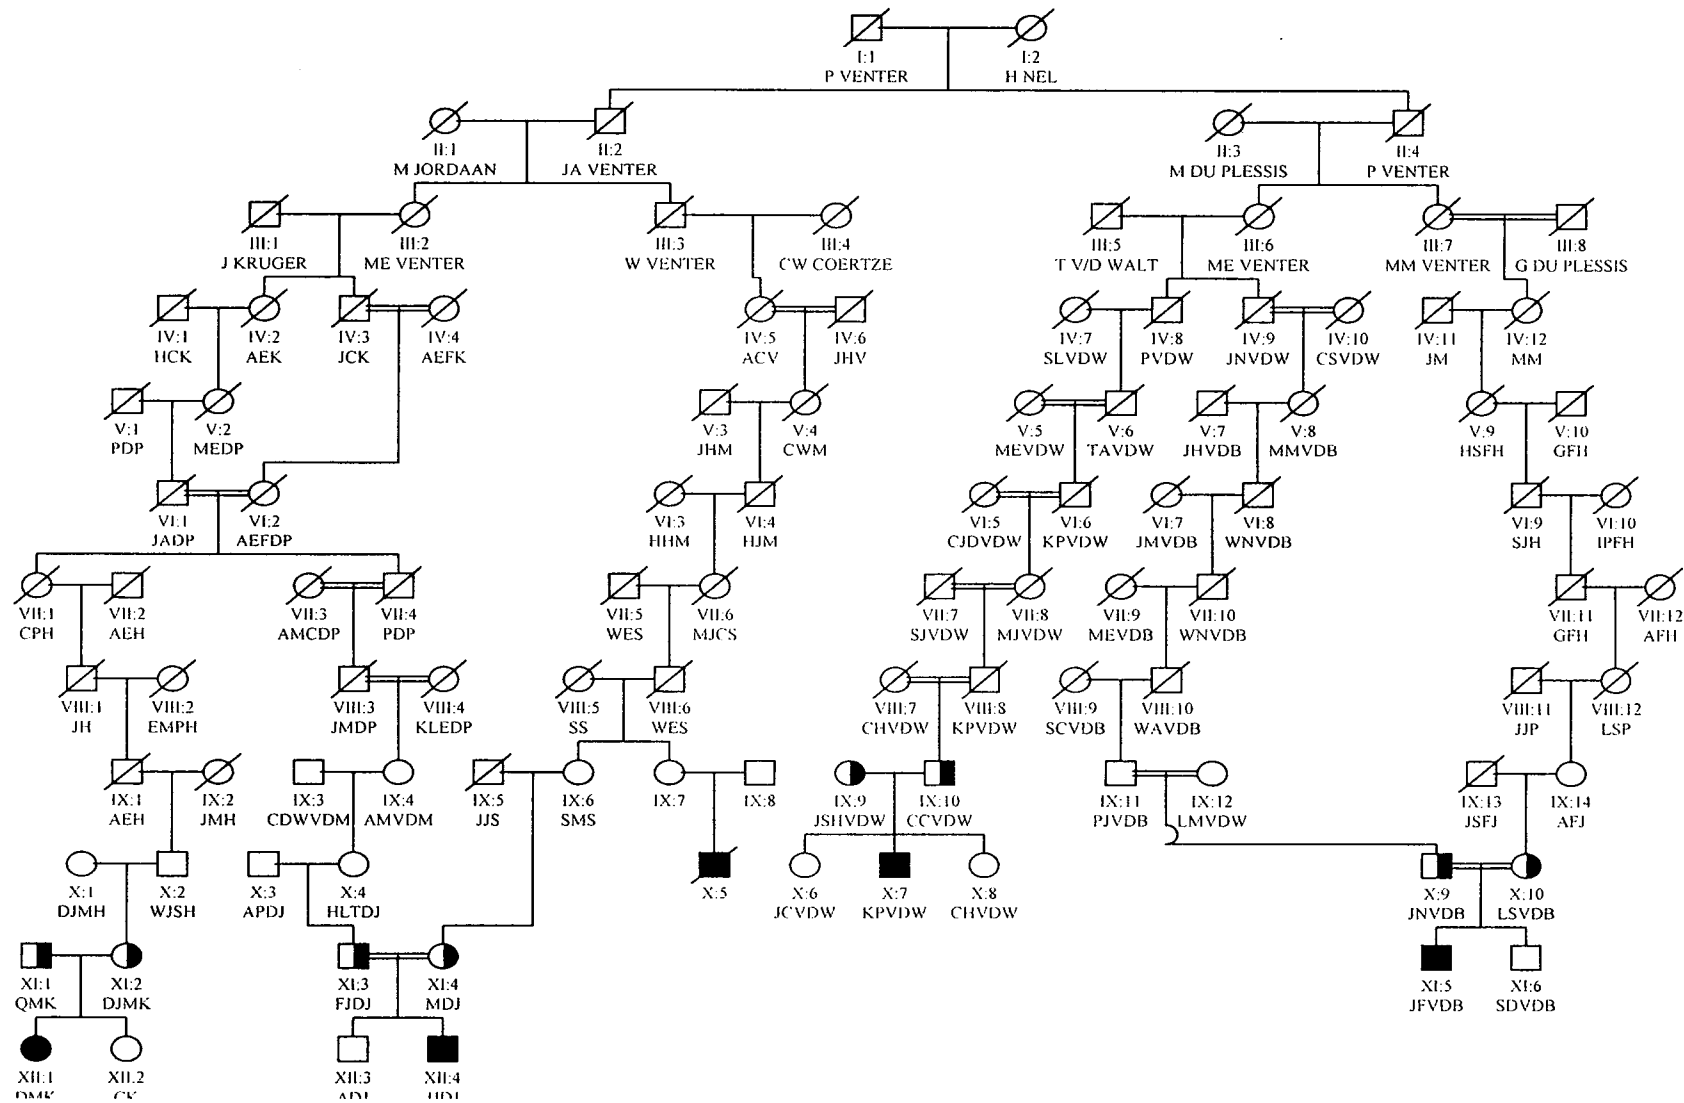 I:1 I:2
P VENTER H NEL
II:1 II:2 II:3 II:4
M JORDAAN JA VENTER M DU PLESSIS P VENTER
III:1 III:2 III:3 III:4 III:5 III:6 III:7 III:8
J KRUGER ME VENTER W VENTER CW COERTZE T V/D WALT ME VENTER MM VENTER G DU PLESSIS
IV:1 IV:2 IV:3 IV:4 IV:5 IV:6 IV:7 IV:8 IV:9 IV:10 IV:11 IV:12
HCK AEK JCK AEFK ACV JHV SLVDW PVDW JNVDW CSVDW JM MM
V:1 V:2 V:3 V:4 V:5 V:6 V:7 V:8 V:9 V:10
PDP MEDP JHM CWM MEVDW TAVDW JHVDB MMVDB HSFH GFH
VI:1 VI:2 VI:3 VI:4 VI:5 VI:6 VI:7 VI:8 VI:9 VI:10
JADP AEFDP HHM HJM CJDVDW KPVDW JMVDB WNVDB SJH IPFH
VII:1 VII:2 VII:3 VII:4 VII:5 VII:6 VII:7 VII:8 VII:9 VII:10 VII:11 VII:12
CPH AEH AMCDP PDP WES MJCS SJVDW MJVDW MEVDB WNVDB GFH AFH
VIII:1 VIII:2 VIII:3 VIII:4 VIII:5 VIII:6 VIII:7 VIII:8 VIII:9 VIII:10 VIII:11 VIII:12
JH EMPH JMDP KLEDP SS WES CHVDW KPVDW SCVDB WAVDB JJP LSP
IX:1 IX:2 IX:3 IX:4 IX:5 IX:6 IX:7 IX:8 IX:9 IX:10 IX:11 IX:12 IX:13 IX:14
AEH JMH CDWVDM AMVDM JJS SMS JSHVDW CCVDW PJVDB LMVDW JSFJ AFJ
X:1 X:2 X:3 X:4 X:5 X:6 X:7 X:8 X:9 X:10
DJMH WJSH APDJ HLTDJ JCVDW KPVDW CHVDW JNVDB LSVDB
XI:1 XI:2 XI:3 XI:4 XI:5 XI:6
QMK DJMK FJDJ MDJ JFVDB SDVDB
XII:1 XII.2 XII:3 XII:4
DMK CK ADJ